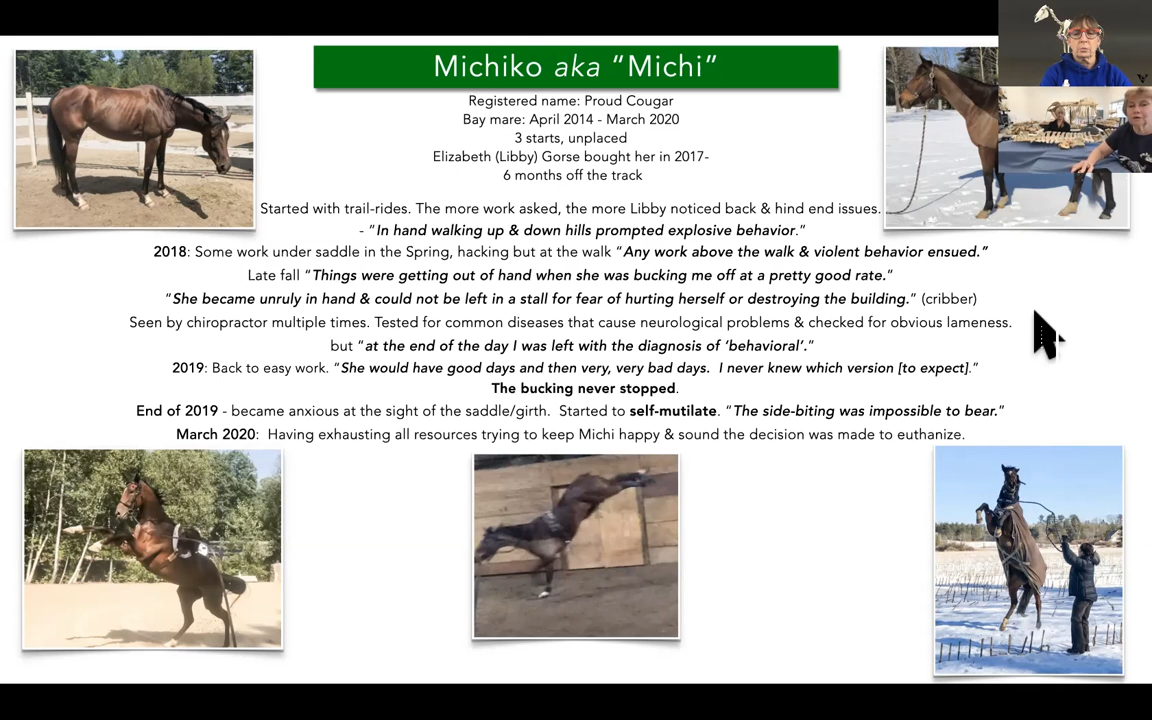 Michiko aka “Michi”
Registered name: Proud Cougar
Bay mare: April 2014 - March 2020
3 starts, unplaced
Elizabeth (Libby) Gorse bought her in 2017-
6 months off the track
Started with trail-rides. The more work asked, the more Libby noticed back & hind end issues.
- “In hand walking up & down hills prompted explosive behavior.”
2018: Some work under saddle in the Spring, hacking but at the walk “Any work above the walk & violent behavior ensued.”
Late fall “Things were getting out of hand when she was bucking me off at a pretty good rate.”
“She became unruly in hand & could not be left in a stall for fear of hurting herself or destroying the building.” (cribber)
Seen by chiropractor multiple times. Tested for common diseases that cause neurological problems & checked for obvious lameness.
but “at the end of the day I was left with the diagnosis of ‘behavioral’.”
2019: Back to easy work. “She would have good days and then very, very bad days. I never knew which version [to expect].”
The bucking never stopped.
End of 2019 - became anxious at the sight of the saddle/girth. Started to self-mutilate. “The side-biting was impossible to bear.”
March 2020: Having exhausting all resources trying to keep Michi happy & sound the decision was made to euthanize.